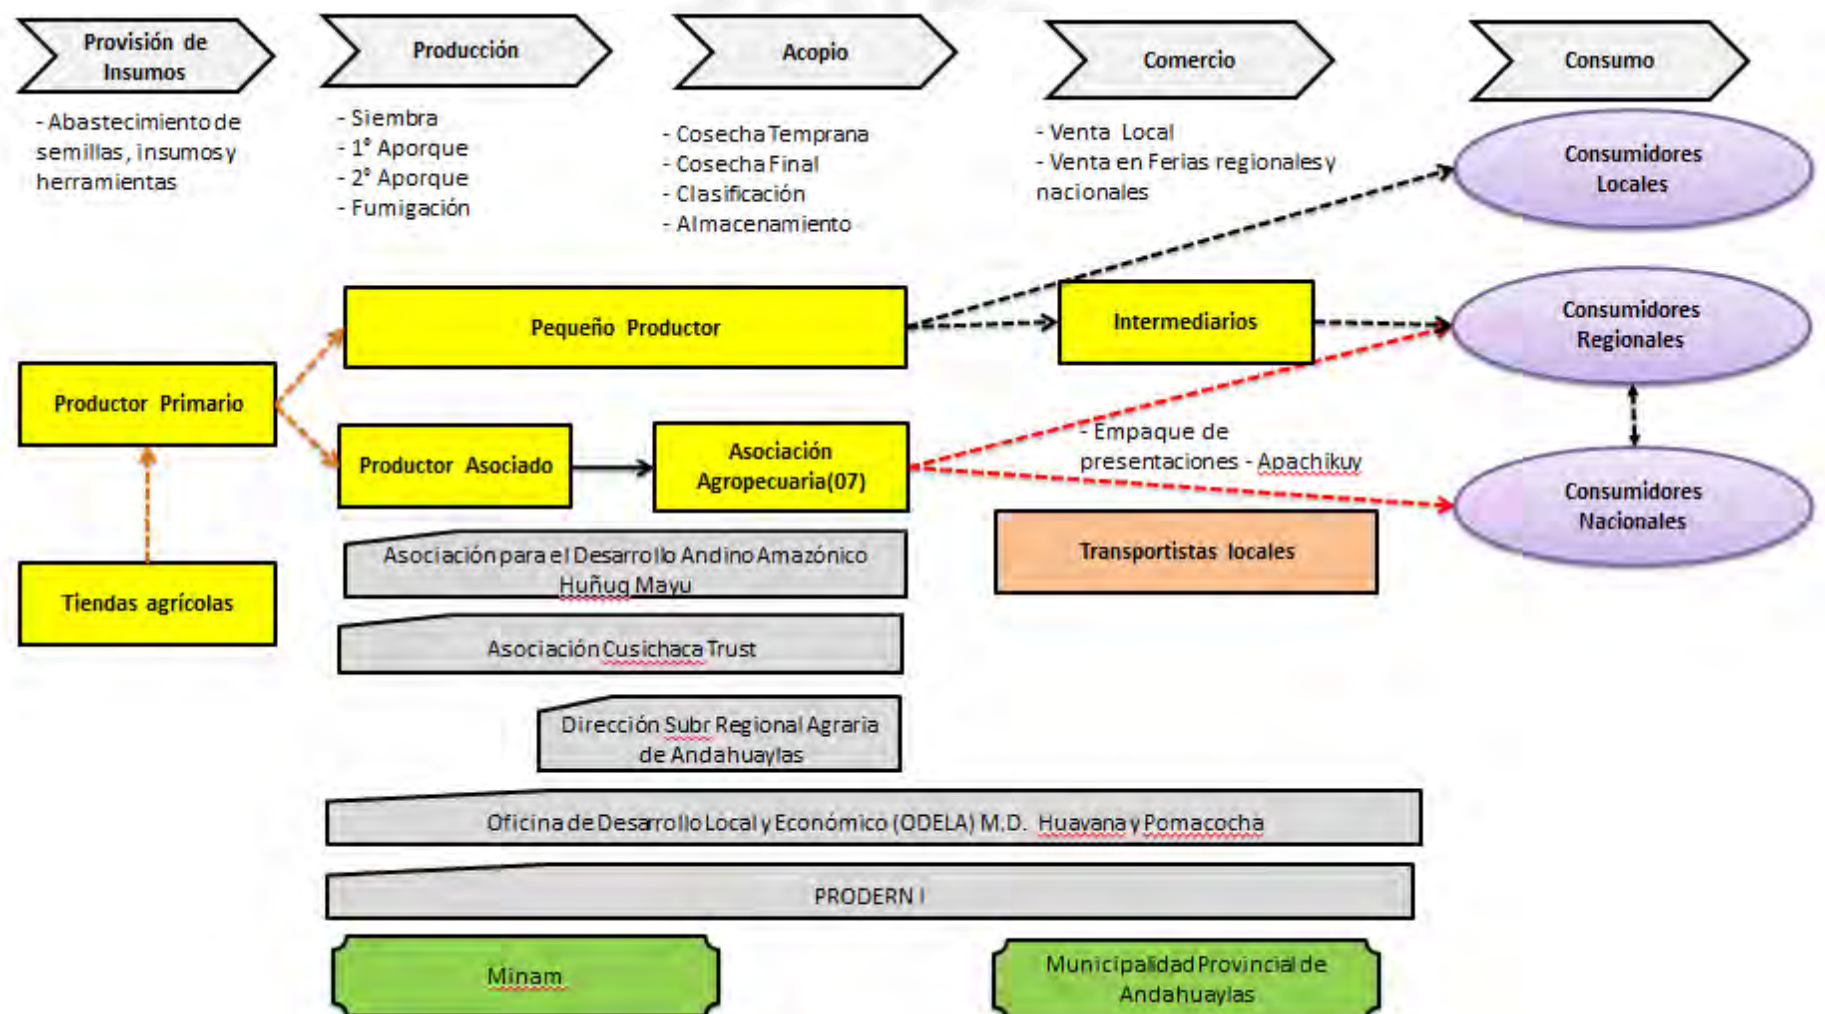 Provisión de
Insumos
Producción
Acopio
Comercio
Consumo
- Abastecimiento de
semillas, insumos y
herramientas
- Siembra
- 1° Aporque
- 2° Aporque
- Fumigación
- Cosecha Temprana
- Cosecha Final
- Clasificación
- Almacenamiento
- Venta Local
- Venta en Ferias regionales y
nacionales
Consumidores
Locales
Pequeño Productor
Intermediarios
Consumidores
Regionales
Productor Primario
Productor Asociado
Asociación
Agropecuaria(07)
- Empaque de
presentaciones - Apachikuy
Consumidores
Nacionales
Tiendas agrícolas
Asociación para el Desarrollo Andino Amazónico
Huñuq Mayu
Transportistas locales
Asociación Cusichaca Trust
Dirección Subr Regional Agraria
de Andahuaylas
Oficina de Desarrollo Local y Económico (ODELA) M.D. Huavana y Pomacocha
PRODERN I
Minam
Municipalidad Provincial de
Andahuaylas